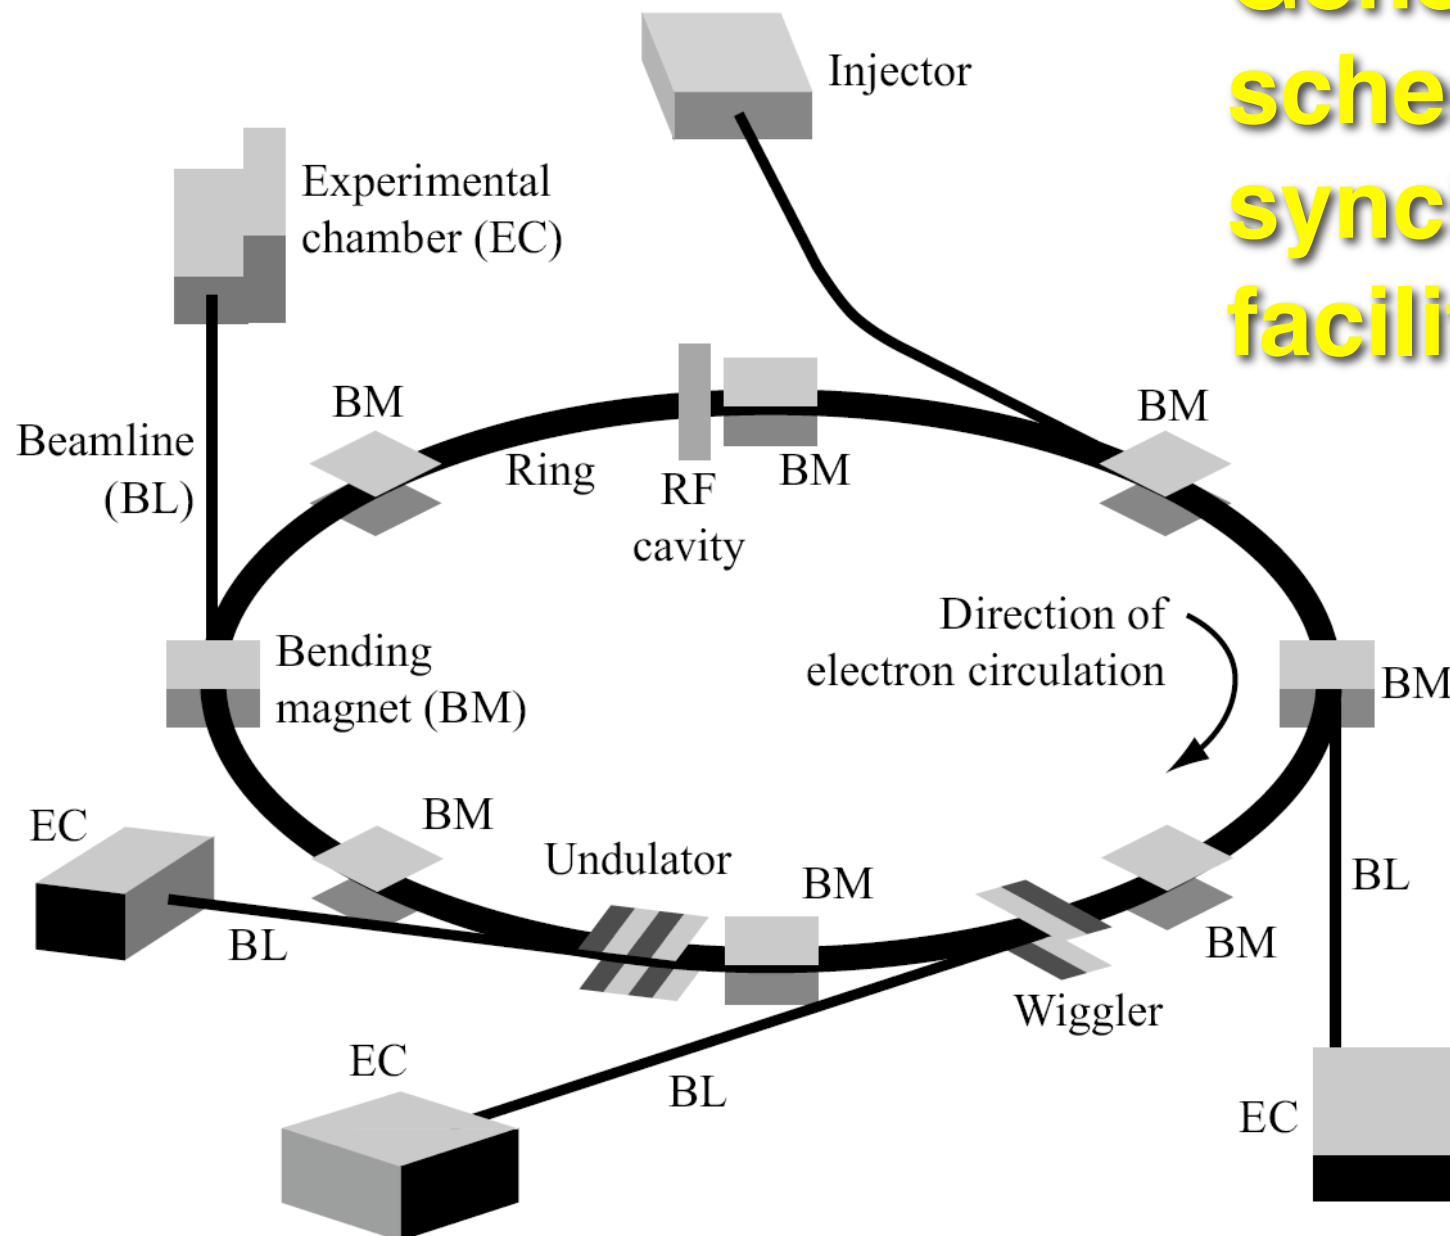 Injector
Experimental
chamber (EC)
BM
BM
Beamline
(BL)
Ring
RF
cavity
BM
Direction of
electron circulation
Bending
magnet (BM)
BM
EC
BM
Undulator
BM
BL
BL
BM
Wiggler
EC
BL
EC